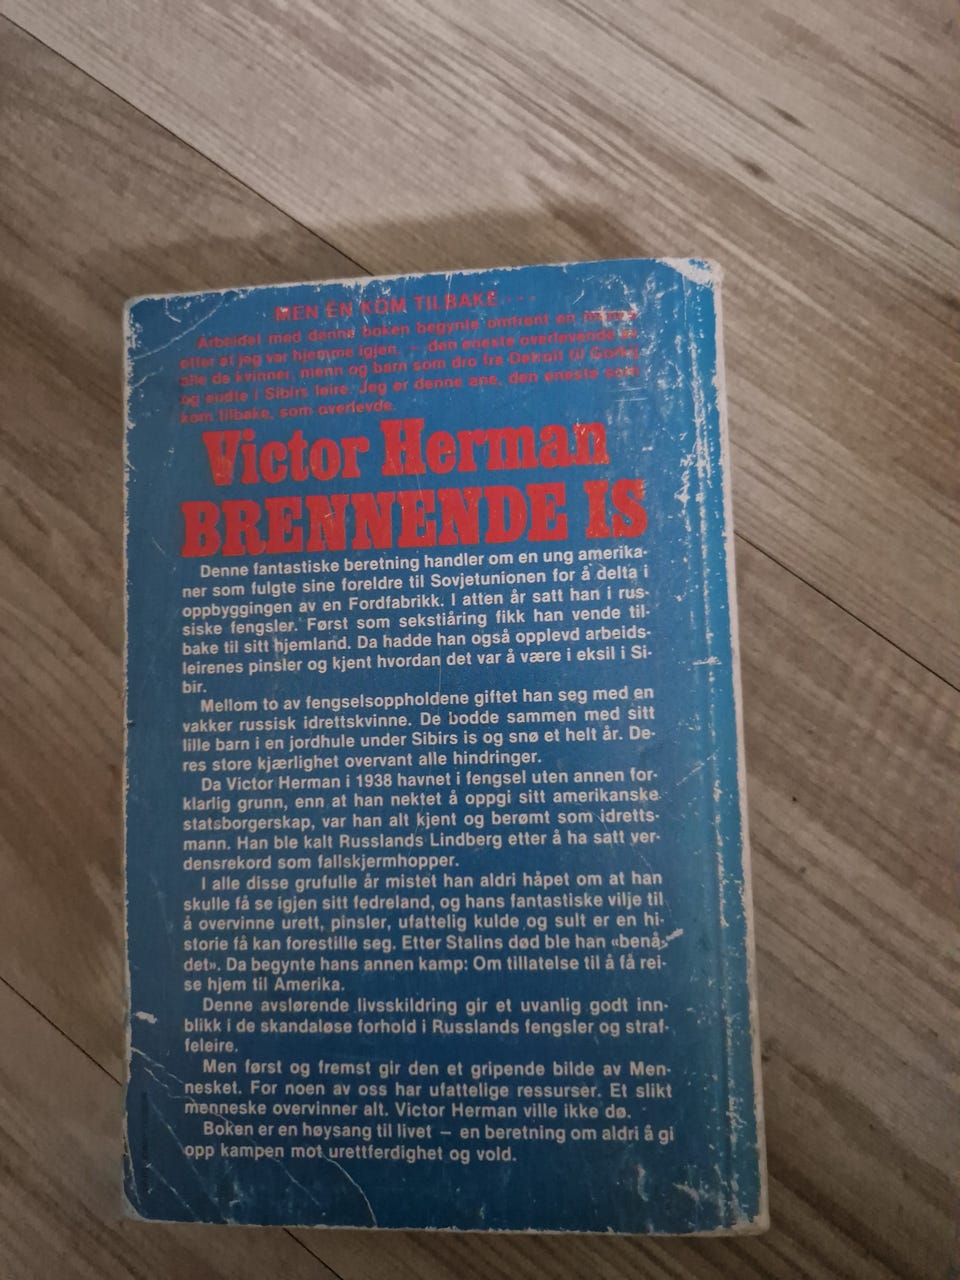 MEN ÉN KOM TILBAKE - - -
Arbeidet med denne boken begynte omtrent en
etter at jeg var hjemme igjen, — den eneste overlevende av
alle de kvinner, menn og barn som dro fra Detroit til Gorki
og endte i Sibirs leire. Jeg er denne ene, den eneste som
kom tilbake, som overlevde.
Victor Herman
BRENNENDE IS
Denne fantastiske beretning handler om en ung amerika-
ner som fulgte sine foreldre til Sovjetunionen for å delta i
oppbyggingen av en Fordfabrikk. I atten år satt han i rus-
siske fengsler. Først som sekstiåring fikk han vende til-
bake til sitt hjemland. Da hadde han også opplevd arbeids-
leirenes pinsler og kjent hvordan det var å være i eksil i Si-
bir.
Mellom to av fengselsoppholdene giftet han seg med en
vakker russisk idrettskvinne. De bodde sammen med sitt
lille barn i en jordhule under Sibirs is og snø et helt år. De-
res store kjærlighet overvant alle hindringer.
Da Victor Herman i 1938 havnet i fengsel uten annen for-
klarlig grunn, enn at han nektet å oppgi sitt amerikanske
statsborgerskap, var han alt kjent og berømt som idretts-
mann. Han ble kalt Russlands Lindberg etter å ha satt ver-
densrekord som fallskjermhopper.
I alle disse grufulle år mistet han aldri håpet om at han
skulle få se igjen sitt fedreland, og hans fantastiske vilje til
å overvinne urett, pinsler, ufattelig kulde og sult er en hi-
storie få kan forestille seg. Etter Stalins død ble han «benå-
det». Da begynte hans annen kamp: Om tillatelse til å få rei-
se hjem til Amerika.
Denne avslørende livsskildring gir et uvanlig godt inn-
blikk i de skandaløse forhold i Russlands fengsler og straf-
feleire.
Men først og fremst gir den et gripende bilde av Men-
nesket. For noen av oss har ufattelige ressurser. Et slikt
menneske overvinner alt. Victor Herman ville ikke dø.
Boken er en høysang til livet — en beretning om aldri å gi
opp kampen mot urettferdighet og vold.